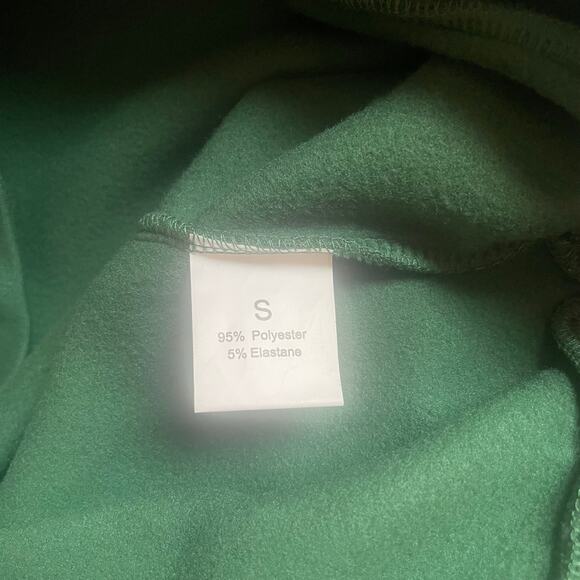 S
95% Polyester
5% Elastane